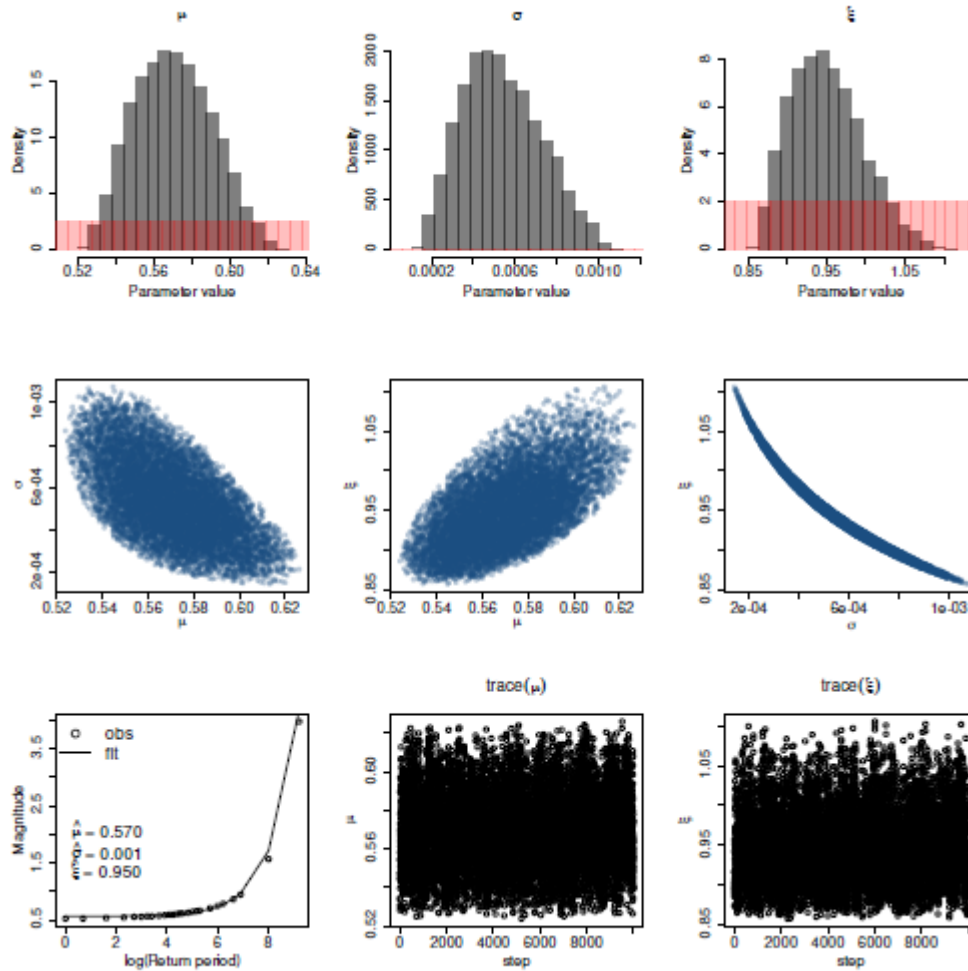 μ
σ
ξ
Density
0 5 10 15
0.52 0.56 0.60 0.64
Parameter value
Density
0 500 1000 1500 2000
0.0002 0.0006 0.0010
Parameter value
Density
0 2 4 6 8
0.85 0.95 1.05
Parameter value
σ
2e-04 6e-04 1e-03
0.52 0.54 0.56 0.58 0.60 0.62
μ
ξ
0.85 0.95 1.05
0.52 0.54 0.56 0.58 0.60 0.62
μ
ξ
0.85 0.95 1.05
2e-04 6e-04 1e-03
σ
Magnitude
0.5 1.5 2.5 3.5
obs
fit
μ̂ = 0.570
σ̂ = 0.001
ξ̂ = 0.950
0 2 4 6 8
log(Return period)
trace(μ)
μ
0.52 0.56 0.60
0 2000 4000 6000 8000
step
trace(ξ)
ξ
0.85 0.95 1.05
0 2000 4000 6000 8000
step